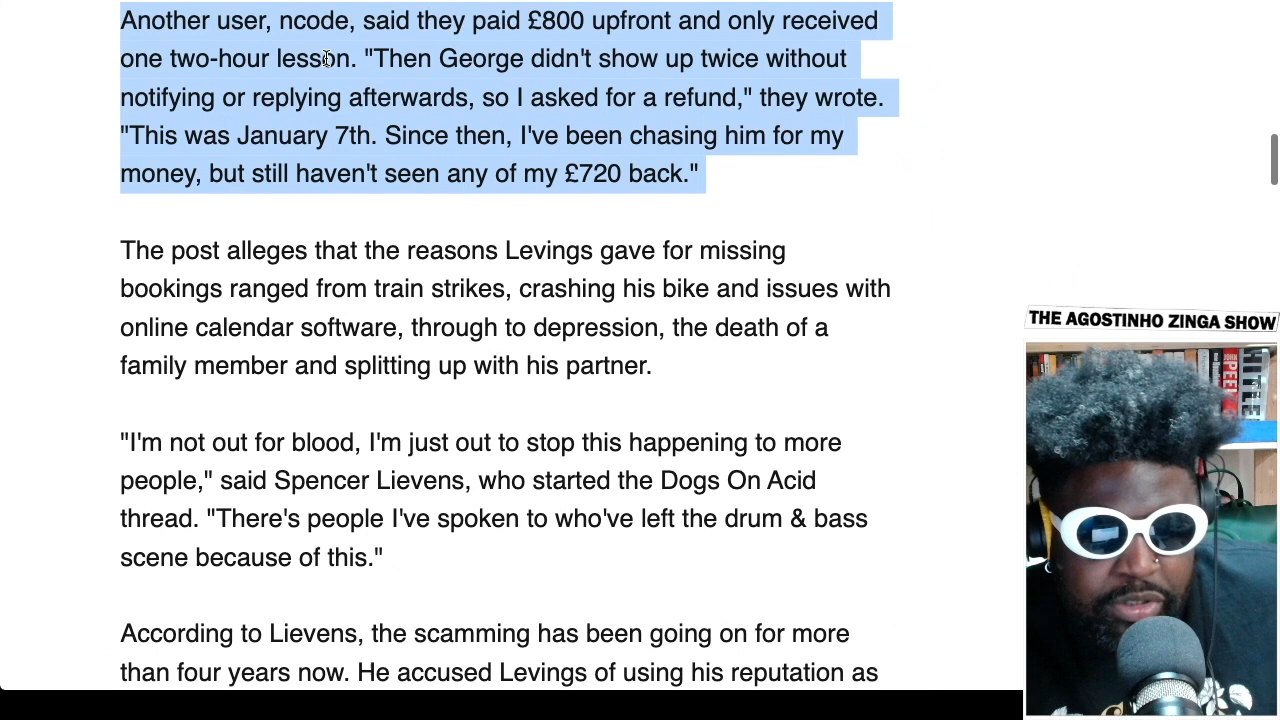 Another user, ncode, said they paid £800 upfront and only received
one two-hour lesson. "Then George didn't show up twice without
notifying or replying afterwards, so I asked for a refund," they wrote.
"This was January 7th. Since then, I've been chasing him for my
money, but still haven't seen any of my £720 back."
The post alleges that the reasons Levings gave for missing
bookings ranged from train strikes, crashing his bike and issues with
online calendar software, through to depression, the death of a
family member and splitting up with his partner.
"I'm not out for blood, I'm just out to stop this happening to more
people," said Spencer Lievens, who started the Dogs On Acid
thread. "There's people I've spoken to who've left the drum & bass
scene because of this."
According to Lievens, the scamming has been going on for more
than four years now. He accused Levings of using his reputation as
THE AGOSTINHO ZINGA SHOW
HITLER